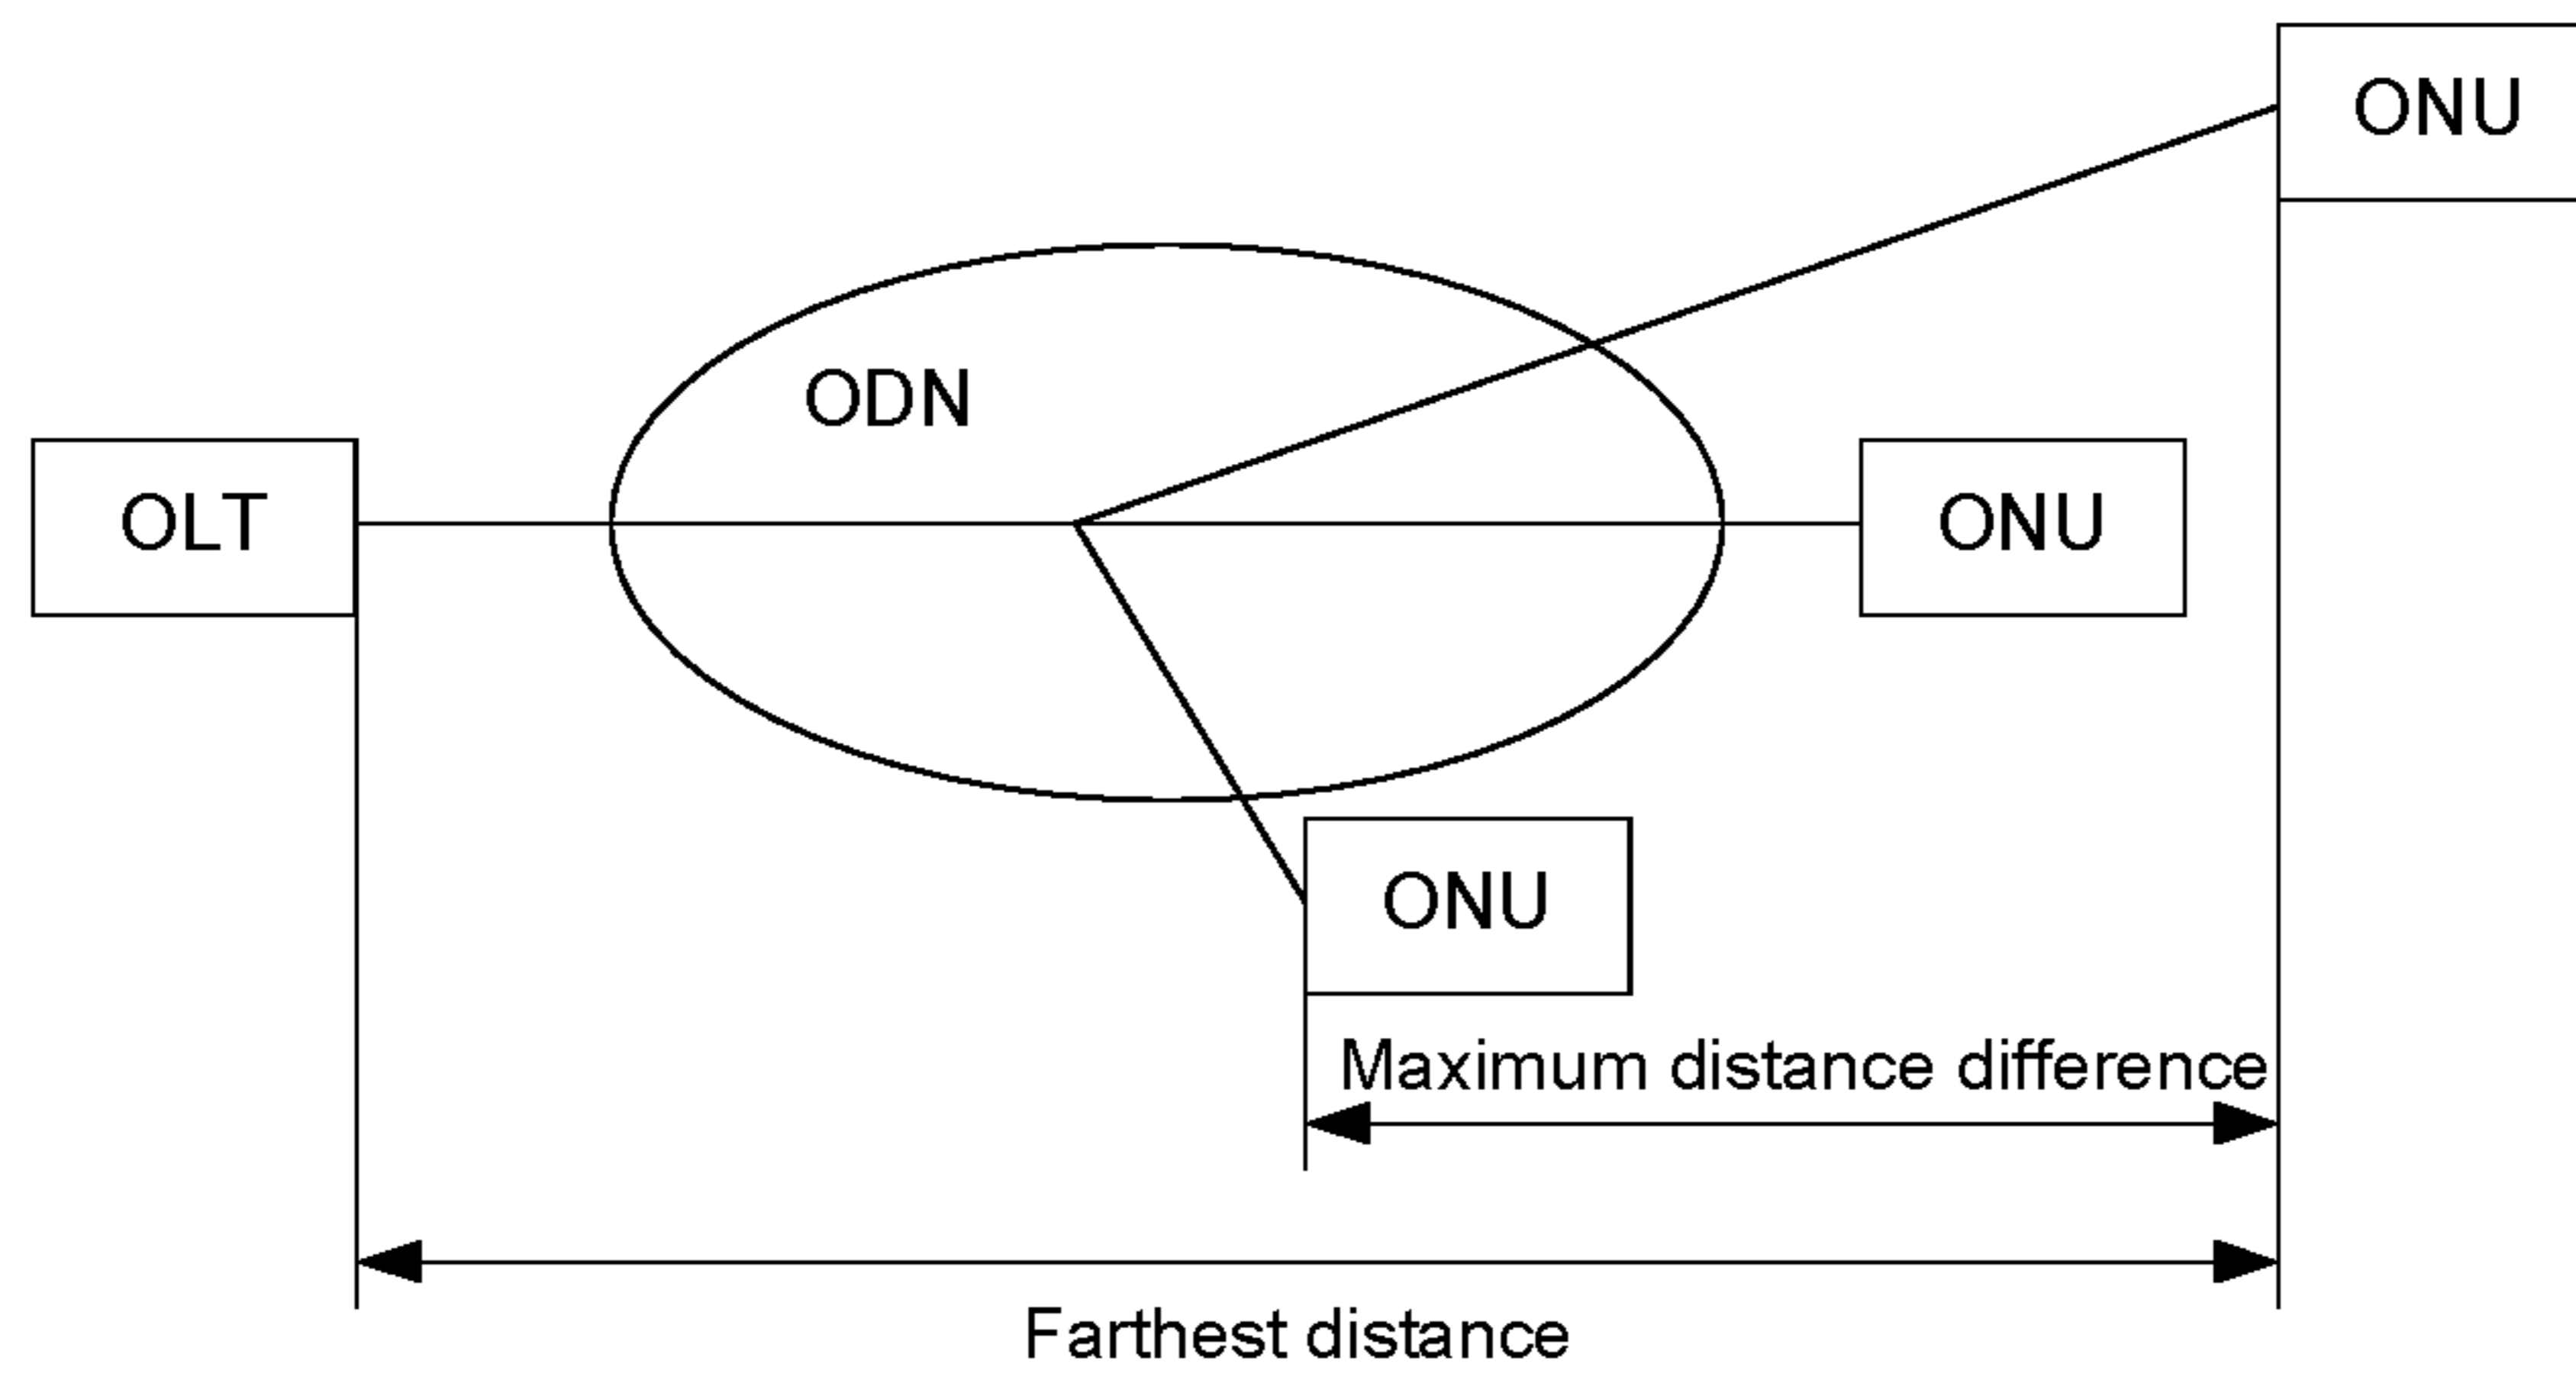 ONU
ODN
OLT
ONU
ONU
Maximum distance difference
Farthest distance